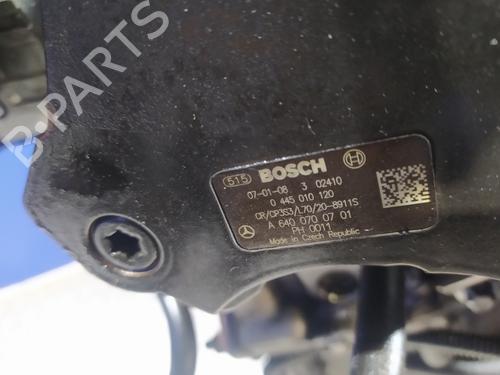 B-PARTS
515 BOSCH
07-01-08 3 02410
0 445 010 120
CR/CP3S3/L70/20-8911S
A 640 070 07 01
PH 0011
Made in Czech Republic